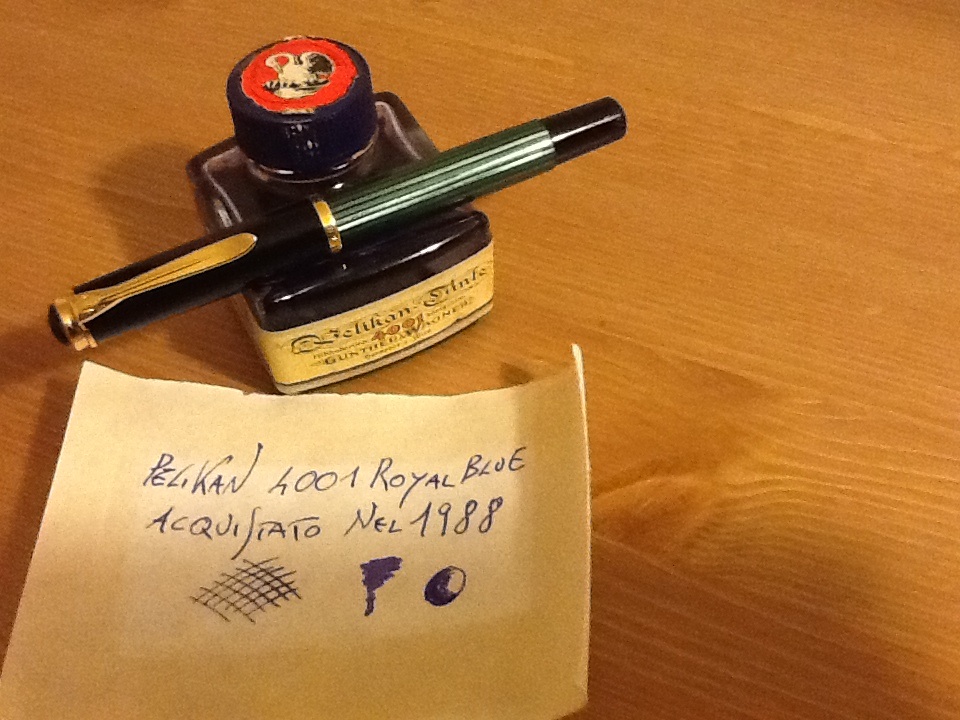 Pelikan-Tinte
4001
GÜNTHER WAGNER
PELIKAN 4001 ROYAL BLUE
ACQUISTATO NEL 1988